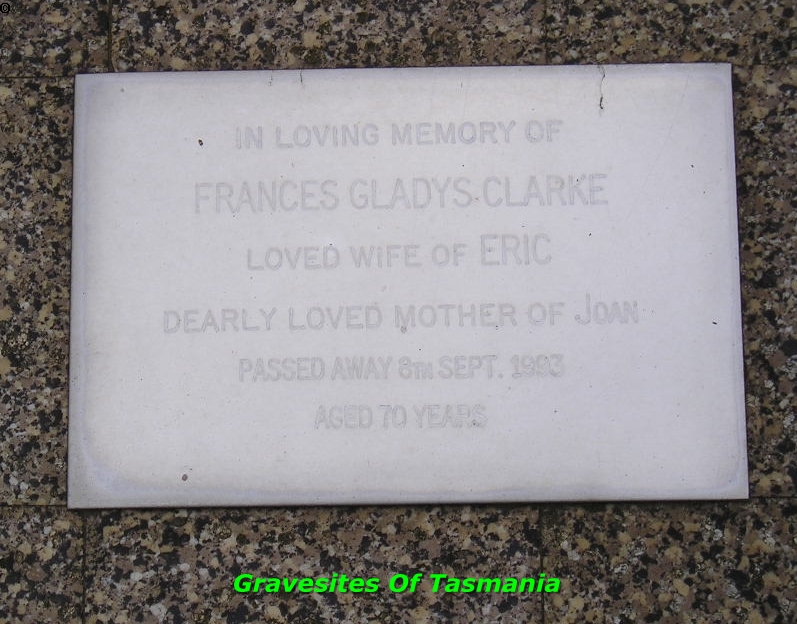 IN LOVING MEMORY OF
FRANCES GLADYS CLARKE
LOVED WIFE OF ERIC
DEARLY LOVED MOTHER OF JOAN
PASSED AWAY 8TH SEPT. 1993
AGED 70 YEARS
Gravesites Of Tasmania